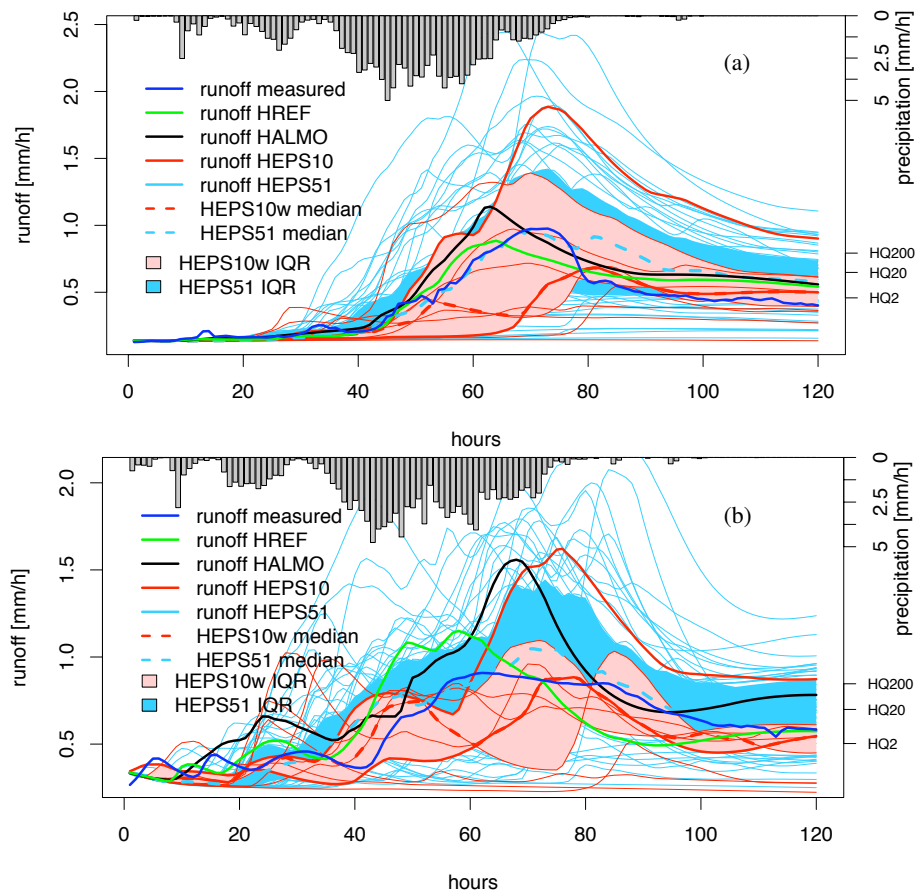 (a)
2.5
2.0
1.5
1.0
0.5
runoff [mm/h]
0
2.5
5
precipitation [mm/h]
HQ200
HQ20
HQ2
runoff measured
runoff HREF
runoff HALMO
runoff HEPS10
runoff HEPS51
HEPS10w median
HEPS51 median
HEPS10w IQR
HEPS51 IQR
0 20 40 60 80 100 120
hours
(b)
2.0
1.5
1.0
0.5
runoff [mm/h]
0
2.5
5
precipitation [mm/h]
HQ200
HQ20
HQ2
runoff measured
runoff HREF
runoff HALMO
runoff HEPS10
runoff HEPS51
HEPS10w median
HEPS51 median
HEPS10w IQR
HEPS51 IQR
0 20 40 60 80 100 120
hours